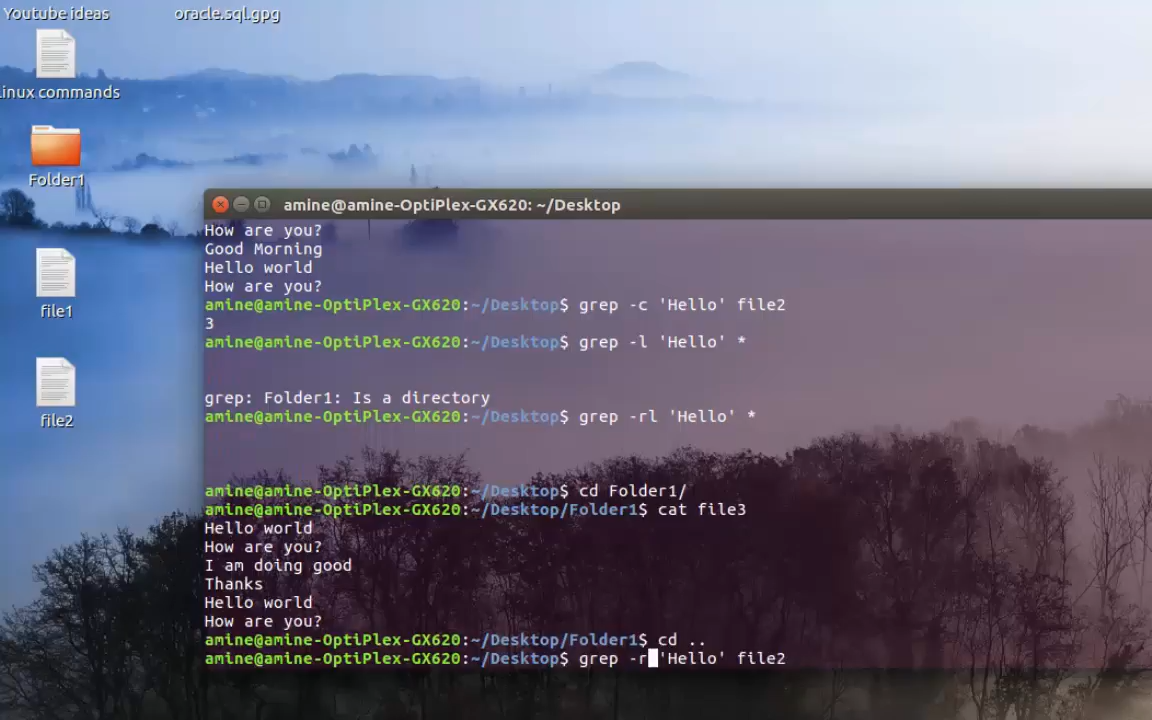 Youtube ideas
oracle.sql.gpg
inux commands
Folder1
file1
file2
amine@amine-OptiPlex-GX620: ~/Desktop
How are you?
Good Morning
Hello world
How are you?
amine@amine-OptiPlex-GX620:~/Desktop$ grep -c 'Hello' file2
3
amine@amine-OptiPlex-GX620:~/Desktop$ grep -l 'Hello' *
grep: Folder1: Is a directory
amine@amine-OptiPlex-GX620:~/Desktop$ grep -rl 'Hello' *
amine@amine-OptiPlex-GX620:~/Desktop$ cd Folder1/
amine@amine-OptiPlex-GX620:~/Desktop/Folder1$ cat file3
Hello world
How are you?
I am doing good
Thanks
Hello world
How are you?
amine@amine-OptiPlex-GX620:~/Desktop/Folder1$ cd ..
amine@amine-OptiPlex-GX620:~/Desktop$ grep -r 'Hello' file2